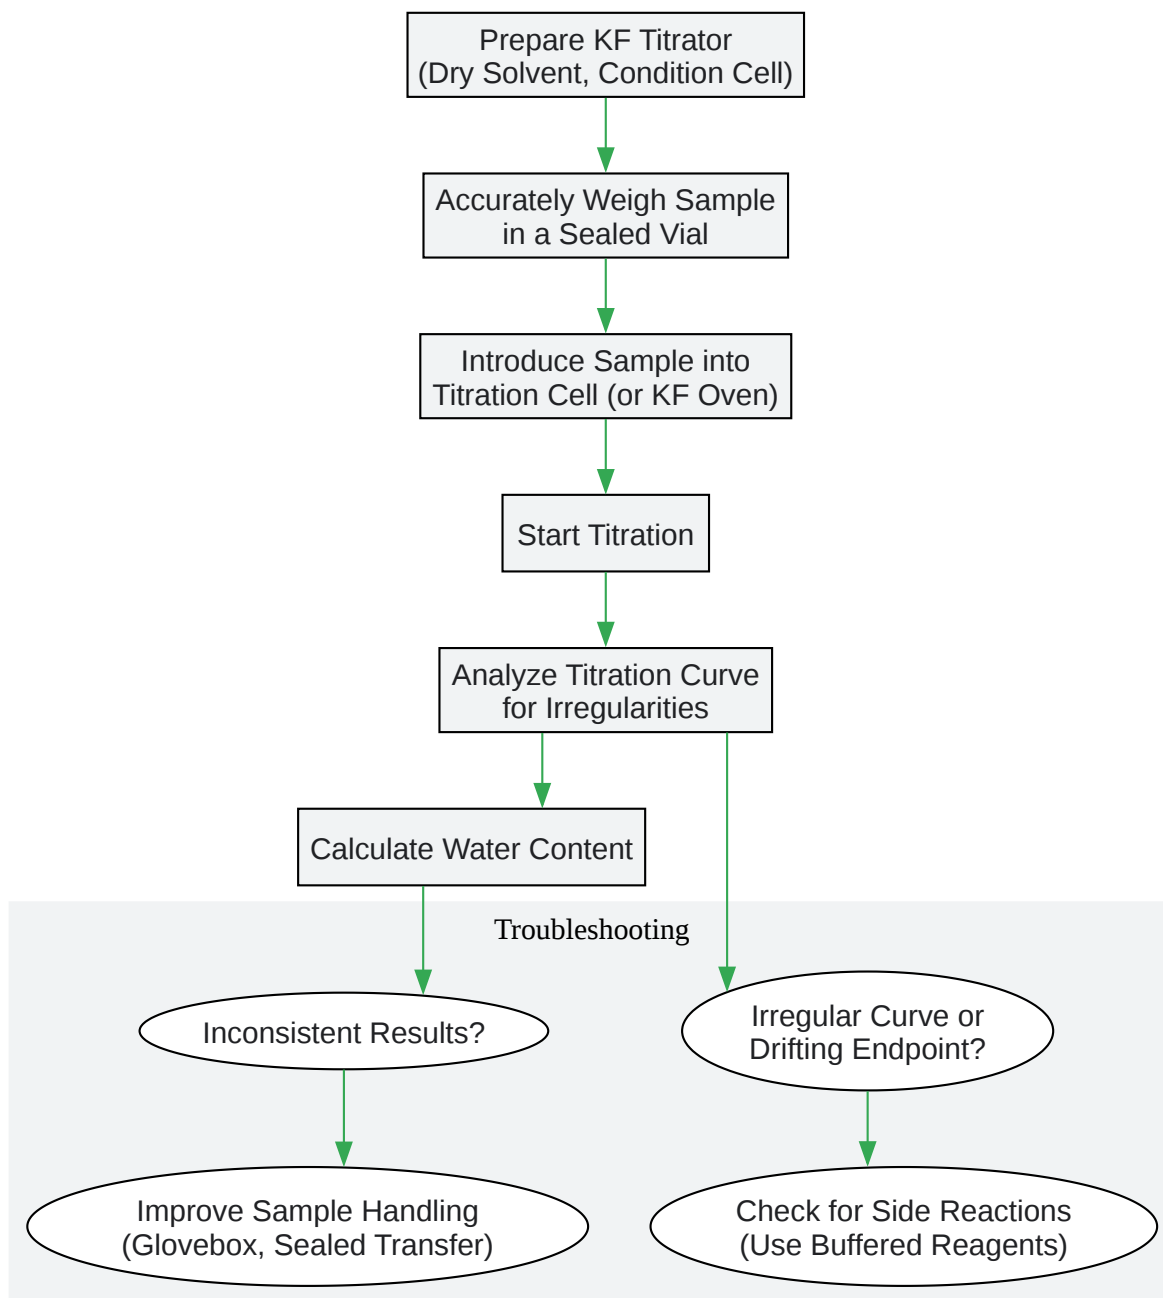 Prepare KF Titrator
(Dry Solvent, Condition Cell)
Accurately Weigh Sample
in a Sealed Vial
Introduce Sample into
Titration Cell (or KF Oven)
Start Titration
Analyze Titration Curve
for Irregularities
Calculate Water Content
Troubleshooting
Inconsistent Results?
Irregular Curve or
Drifting Endpoint?
Improve Sample Handling
(Glovebox, Sealed Transfer)
Check for Side Reactions
(Use Buffered Reagents)